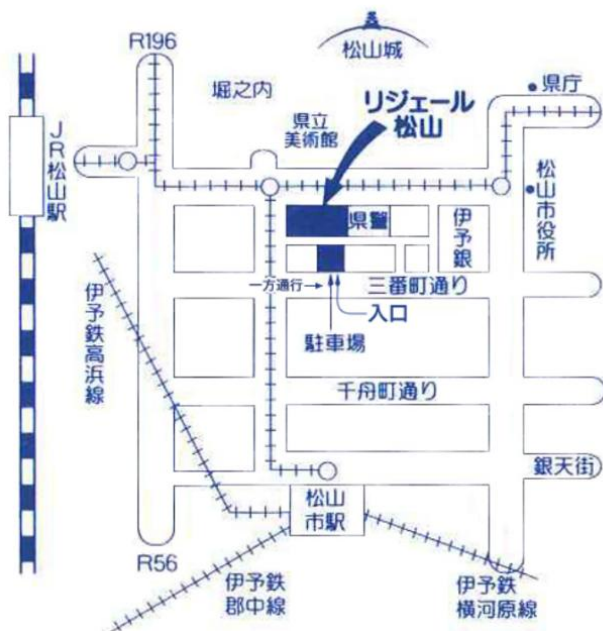 R196
松山城
堀之内
県庁
リジェール
松山
県立
美術館
JR松山駅
松山市役所
県警
伊予銀
一方通行→
三番町通り
入口
駐車場
伊予鉄高浜線
千舟町通り
銀天街
松山
市駅
R56
伊予鉄
郡中線
伊予鉄
横河原線